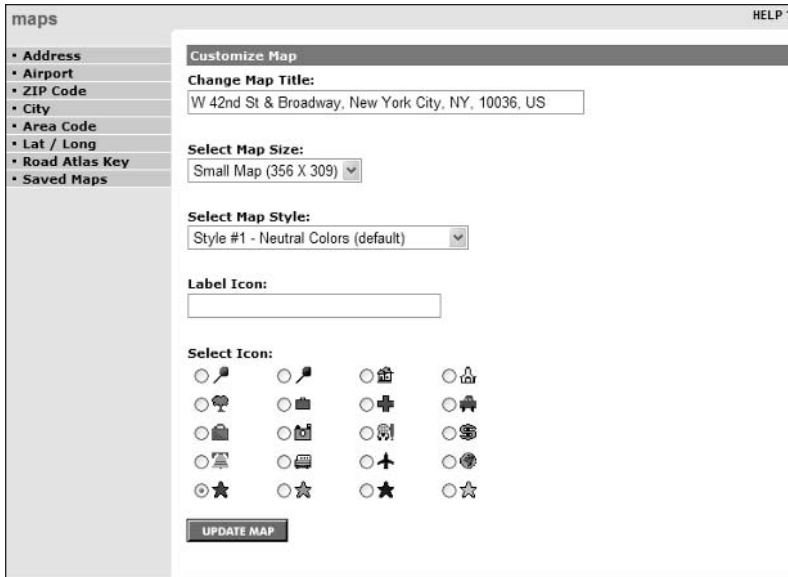 maps
HELP
• Address
• Airport
• ZIP Code
• City
• Area Code
• Lat / Long
• Road Atlas Key
• Saved Maps
Customize Map
Change Map Title:
W 42nd St & Broadway, New York City, NY, 10036, US
Select Map Size:
Small Map (356 X 309)
Select Map Style:
Style #1 - Neutral Colors (default)
Label Icon:
Select Icon:
UPDATE MAP